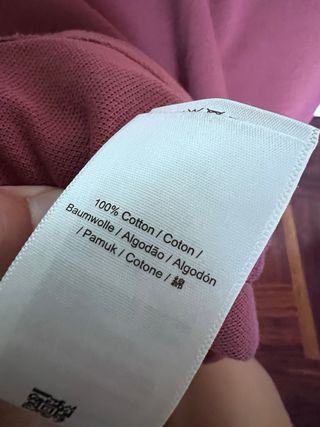 100% Cotton / Coton /
Baumwolle / Algodão / Algodón
/ Pamuk / Cotone / 綿